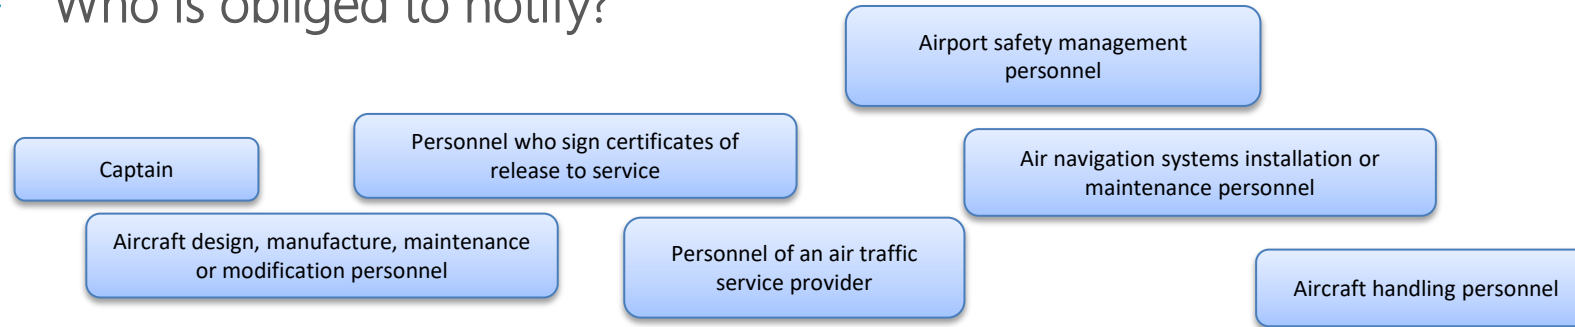 Who is obliged to notify?
Airport safety management
personnel
Captain
Personnel who sign certificates of
release to service
Air navigation systems installation or
maintenance personnel
Aircraft design, manufacture, maintenance
or modification personnel
Personnel of an air traffic
service provider
Aircraft handling personnel